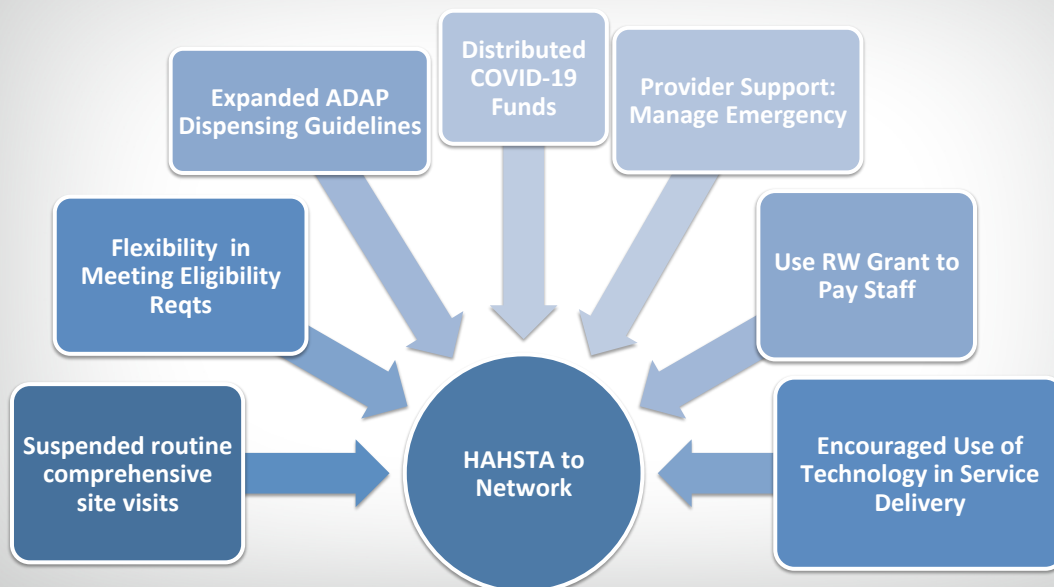 Distributed
COVID-19
Funds
Expanded ADAP
Dispensing Guidelines
Provider Support:
Manage Emergency
Flexibility in
Meeting Eligibility
Reqts
Use RW Grant to
Pay Staff
Suspended routine
comprehensive
site visits
HAHSTA to
Network
Encouraged Use of
Technology in Service
Delivery